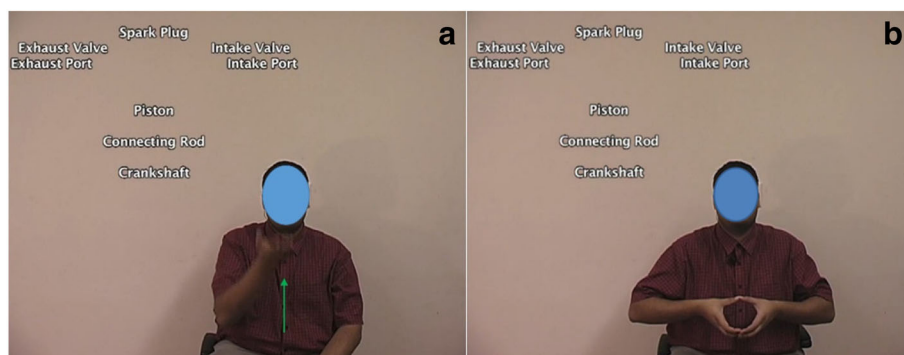 a
Spark Plug
Exhaust Valve Intake Valve
Exhaust Port Intake Port
Piston
Connecting Rod
Crankshaft
b
Spark Plug
Exhaust Valve Intake Valve
Exhaust Port Intake Port
Piston
Connecting Rod
Crankshaft